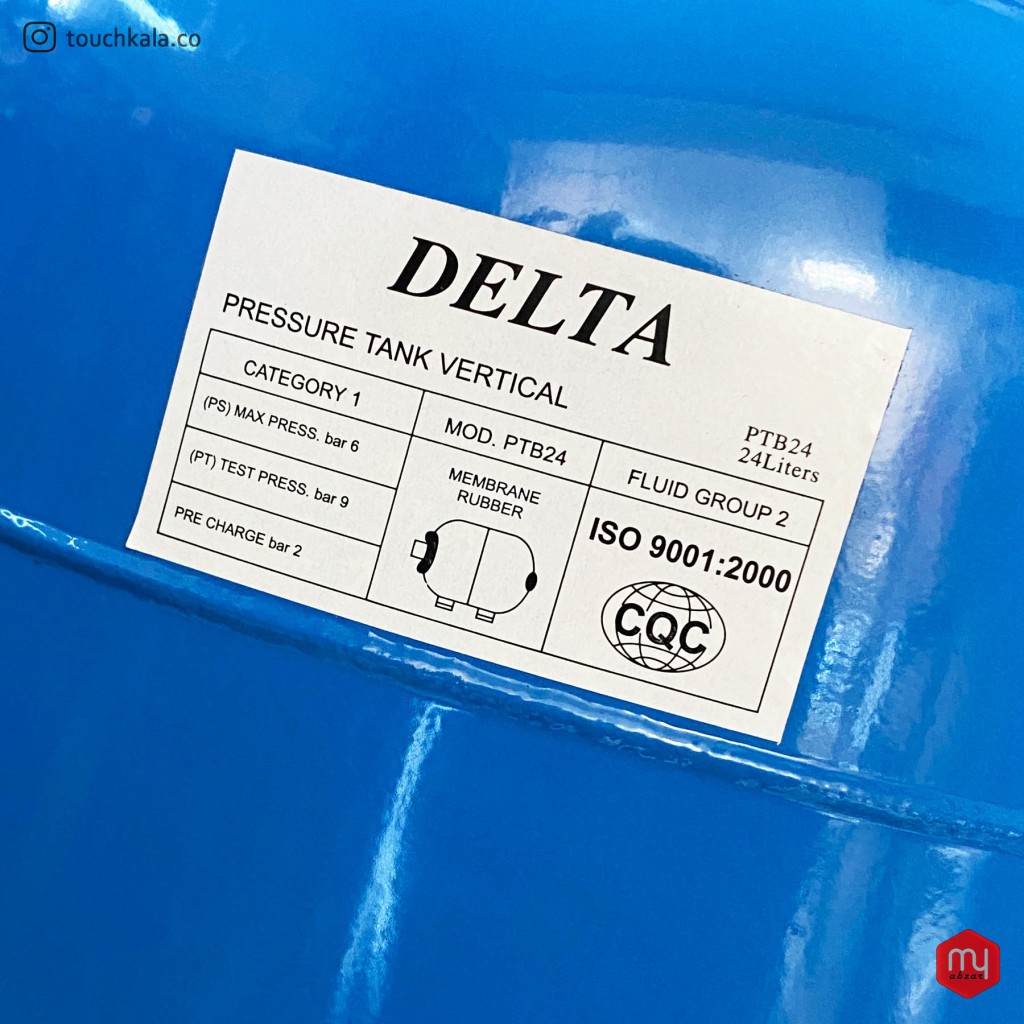 touchkala.co
DELTA
PRESSURE TANK VERTICAL
PTB24
24Liters
CATEGORY 1
(PS) MAX PRESS. bar 6
(PT) TEST PRESS. bar 9
PRE CHARGE bar 2
MOD. PTB24
MEMBRANE
RUBBER
FLUID GROUP 2
ISO 9001:2000
CQC
my
abzar